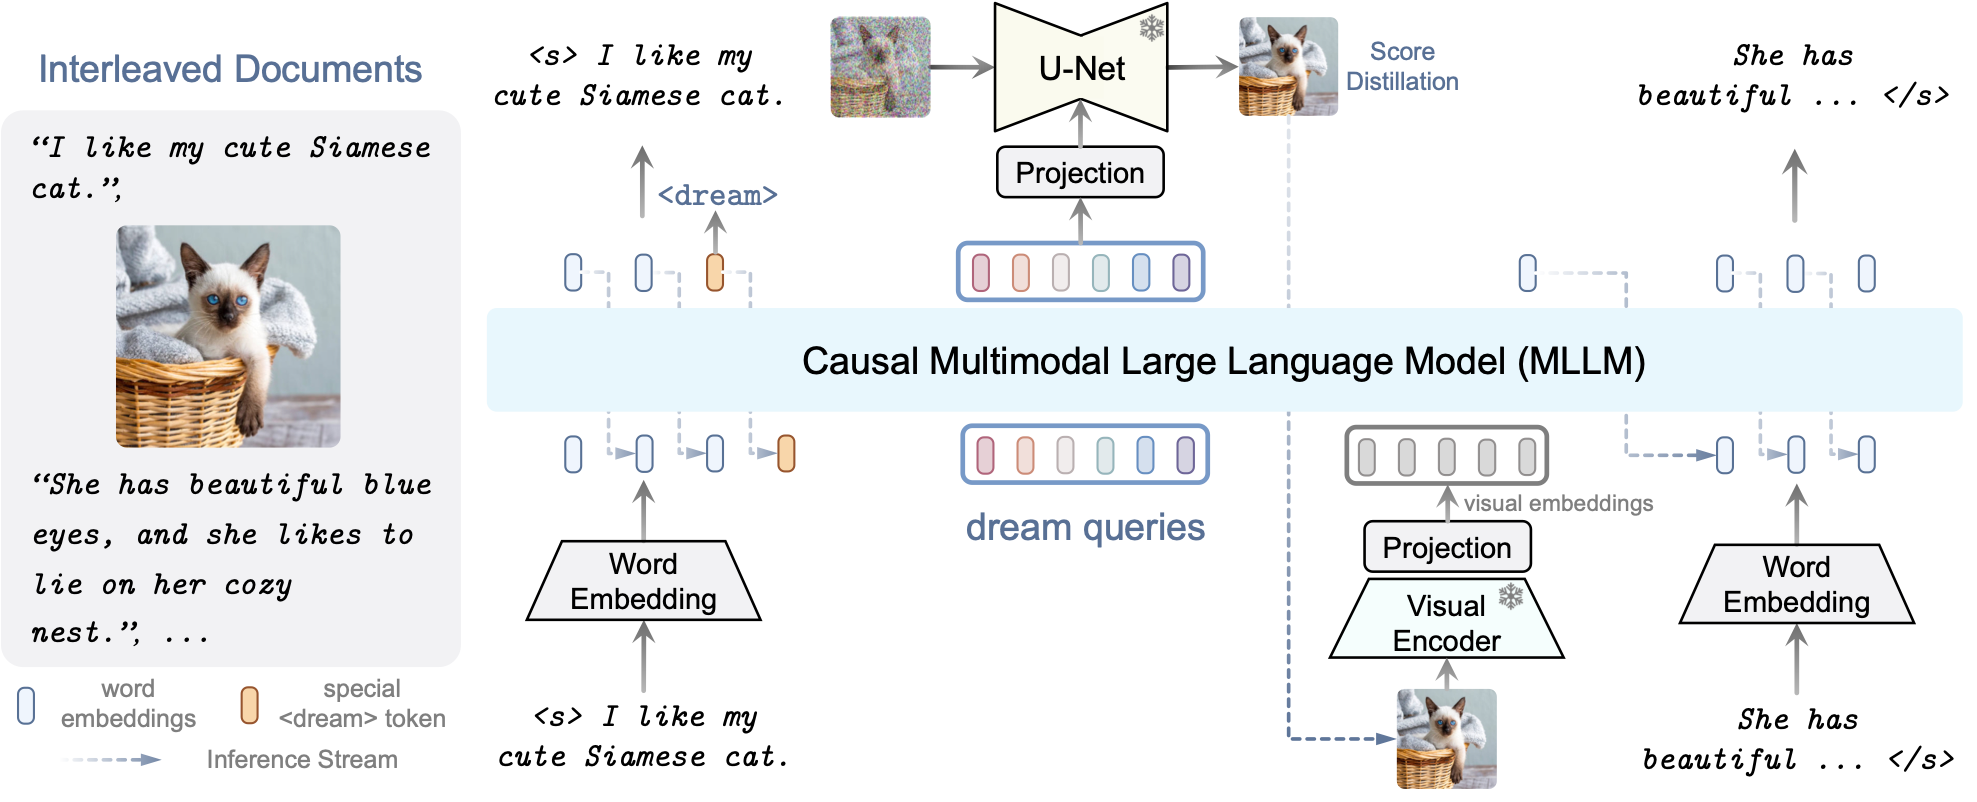 Interleaved Documents
“I like my cute Siamese
cat.”,
“She has beautiful blue
eyes, and she likes to
lie on her cozy
nest.”, ...
word
embeddings
special
<dream> token
Inference Stream
<s> I like my
cute Siamese cat.
<dream>
U-Net
Score
Distillation
Projection
She has
beautiful ... </s>
Causal Multimodal Large Language Model (MLLM)
dream queries
visual embeddings
Projection
Visual
Encoder
Word
Embedding
<s> I like my
cute Siamese cat.
Word
Embedding
She has
beautiful ... </s>